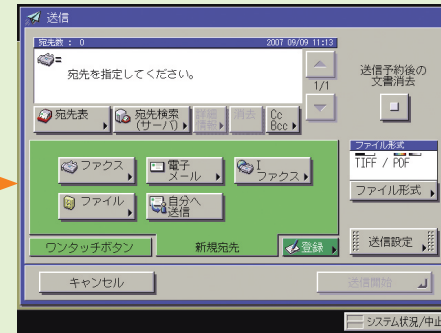 送信
宛先数： 0
2007 09/09 11:13
宛先を指定してください。
1/1
送信予約後の
文書消去
宛先表
宛先検索
(サーバ)
詳細
情報
消去
Cc
Bcc
ファイル形式
TIFF / PDF
ファイル形式
ファクス
電子
メール
I
ファクス
ファイル
自分へ
送信
ワンタッチボタン
新規宛先
登録
送信設定
キャンセル
送信開始
システム状況/中止